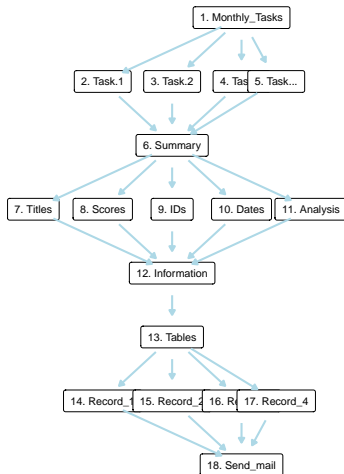 1. Monthly_Tasks
2. Task.1
3. Task.2
4. Tas
5. Task...
6. Summary
7. Titles
8. Scores
9. IDs
10. Dates
11. Analysis
12. Information
13. Tables
14. Record_1
15. Record_2
16. R
17. Record_4
18. Send_mail